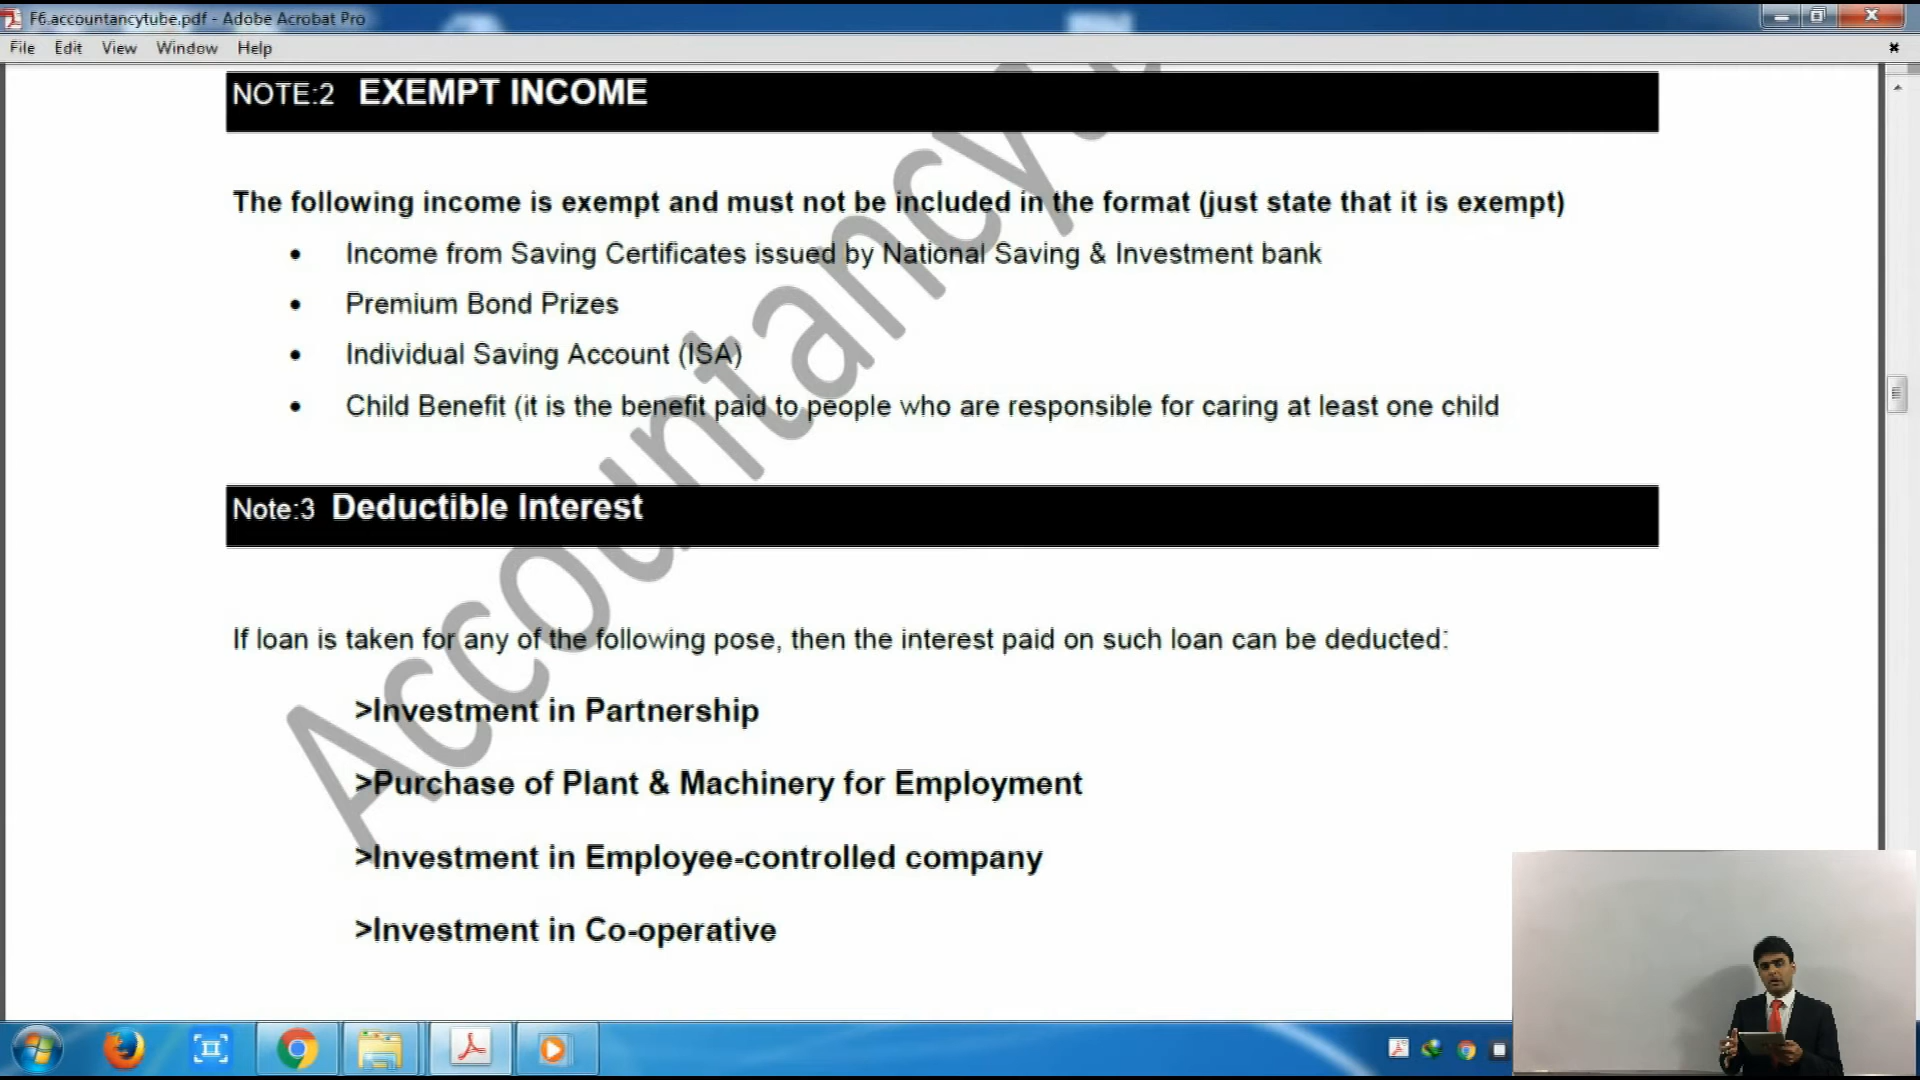 F6.accountancytube.pdf - Adobe Acrobat Pro
File Edit View Window Help
NOTE:2 EXEMPT INCOME
The following income is exempt and must not be included in the format (just state that it is exempt)
• Income from Saving Certificates issued by National Saving & Investment bank
• Premium Bond Prizes
• Individual Saving Account (ISA)
• Child Benefit (it is the benefit paid to people who are responsible for caring at least one child
Note:3 Deductible Interest
If loan is taken for any of the following pose, then the interest paid on such loan can be deducted:
>Investment in Partnership
>Purchase of Plant & Machinery for Employment
>Investment in Employee-controlled company
>Investment in Co-operative
Accountancyt